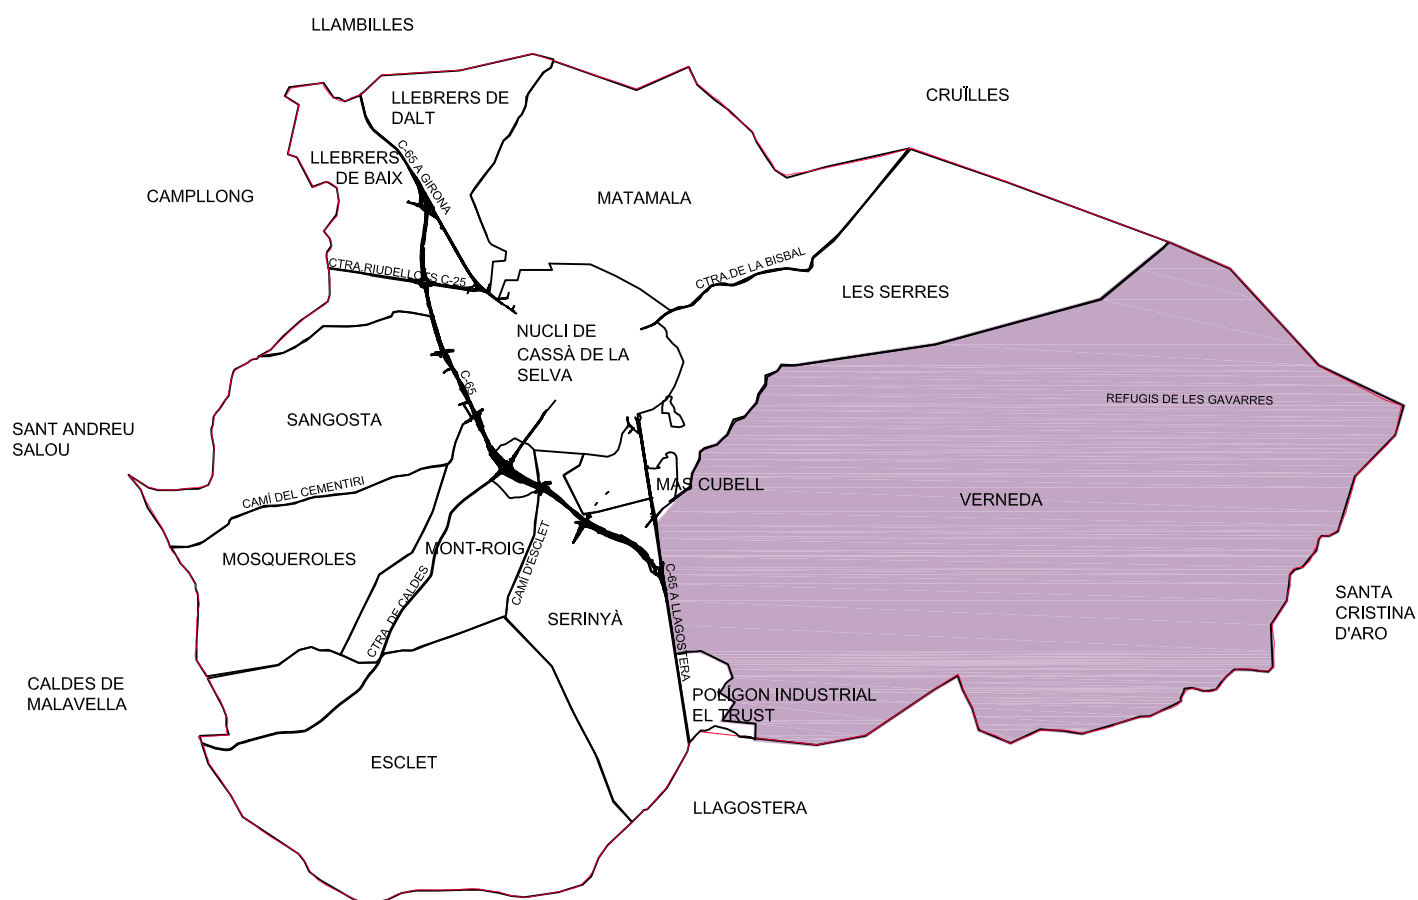 LLAMBILLES
CRUÏLLES
LLEBRERS DE
DALT
C-65 A GIRONA
LLEBRERS
DE BAIX
CAMPLLONG
MATAMALA
CTRA.RIUDELLOTS C-25
CTRA.DE LA BISBAL
LES SERRES
NUCLI DE
CASSÀ DE LA
SELVA
C-65
REFUGIS DE LES GAVARRES
SANGOSTA
SANT ANDREU
SALOU
CAMÍ DEL CEMENTIRI
MAS CUBELL
VERNEDA
MOSQUEROLES
MONT-ROIG
CAMÍ D'ESCLET
CTRA. DE CALDES
SERINYÀ
C-65 A LLAGOSTERA
SANTA
CRISTINA
D'ARO
CALDES DE
MALAVELLA
POLÍGON INDUSTRIAL
EL TRUST
ESCLET
LLAGOSTERA